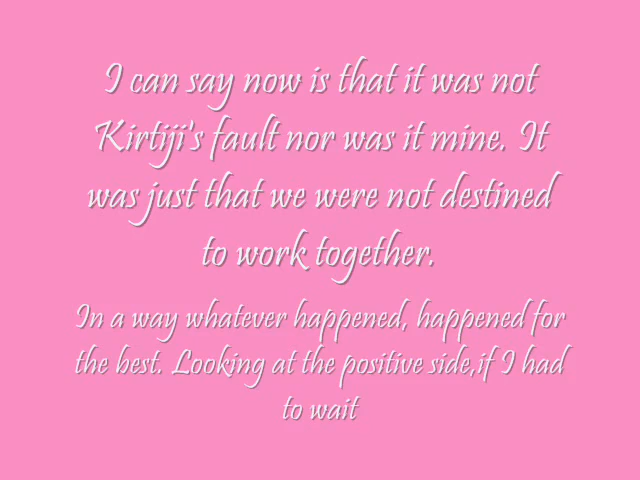 I can say now is that it was not
Kirtiji's fault nor was it mine. It
was just that we were not destined
to work together.
In a way whatever happened, happened for
the best. Looking at the positive side,if I had
to wait